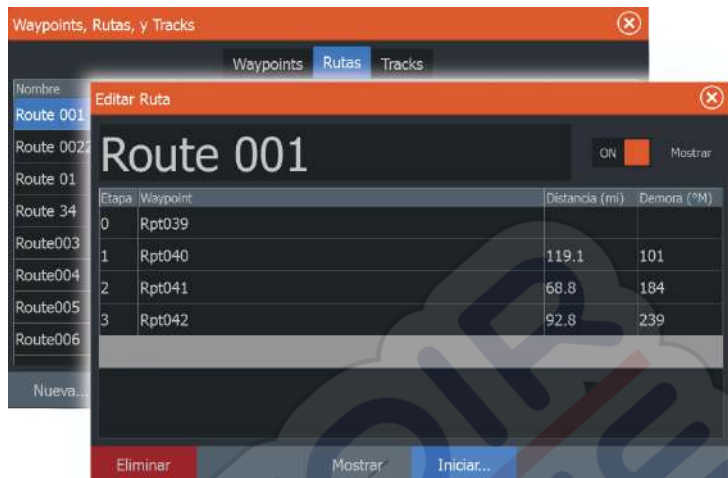 Waypoints, Rutas, y Tracks
Waypoints Rutas Tracks
Nombre
Route 001
Route 0022
Route 01
Route 34
Route003
Route004
Route005
Route006
Nueva...
Editar Ruta
Route 001
ON Mostrar
Etapa Waypoint Distancia (mi) Demora (°M)
0 Rpt039
1 Rpt040 119.1 101
2 Rpt041 68.8 184
3 Rpt042 92.8 239
Eliminar Mostrar Iniciar...